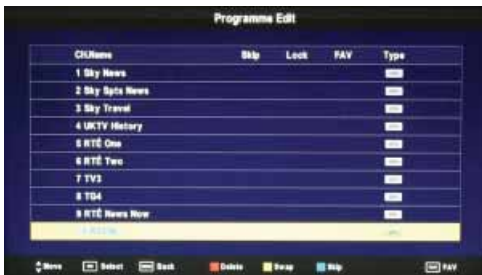 Programme Edit
CH.Name Skip Lock FAV Type
1 Sky News
2 Sky Spts News
3 Sky Travel
4 UKTV History
5 RTÉ One
6 RTÉ Two
7 TV3
8 TG4
9 RTÉ News Now
Move Select Back Delete Swap Skip FAV